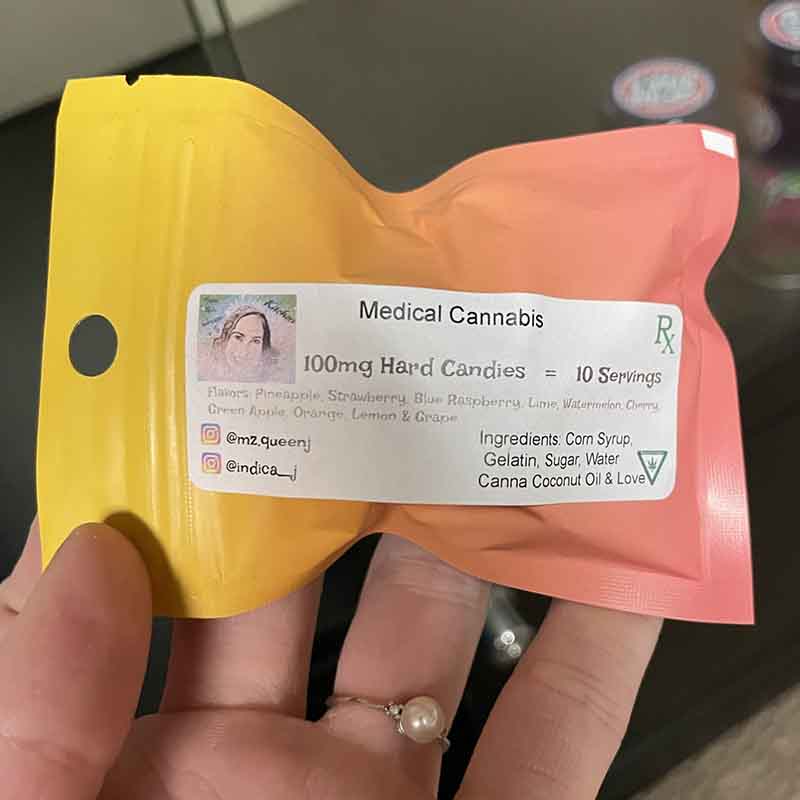 Medical Cannabis
Rx
100mg Hard Candies = 10 Servings
Flavors: Pineapple, Strawberry, Blue Raspberry, Lime, Watermelon, Cherry,
Green Apple, Orange, Lemon & Grape
@mz.queenj
@indica_j
Ingredients: Corn Syrup,
Gelatin, Sugar, Water
Canna Coconut Oil & Love